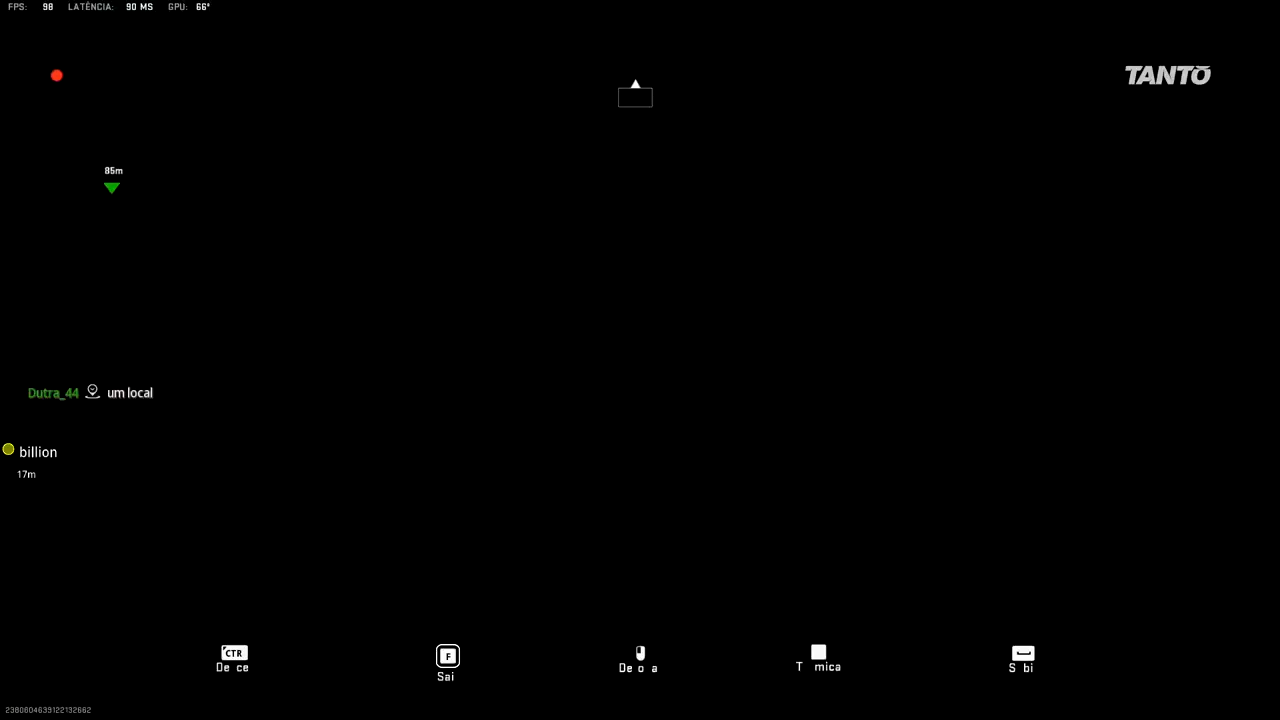 FPS: 98 LATÊNCIA: 90 MS GPU: 66°
TANTO
85m
Dutra_44 um local
billion
17m
CTR F
De ce Sai De o a T mica S bi
2380804639122132662